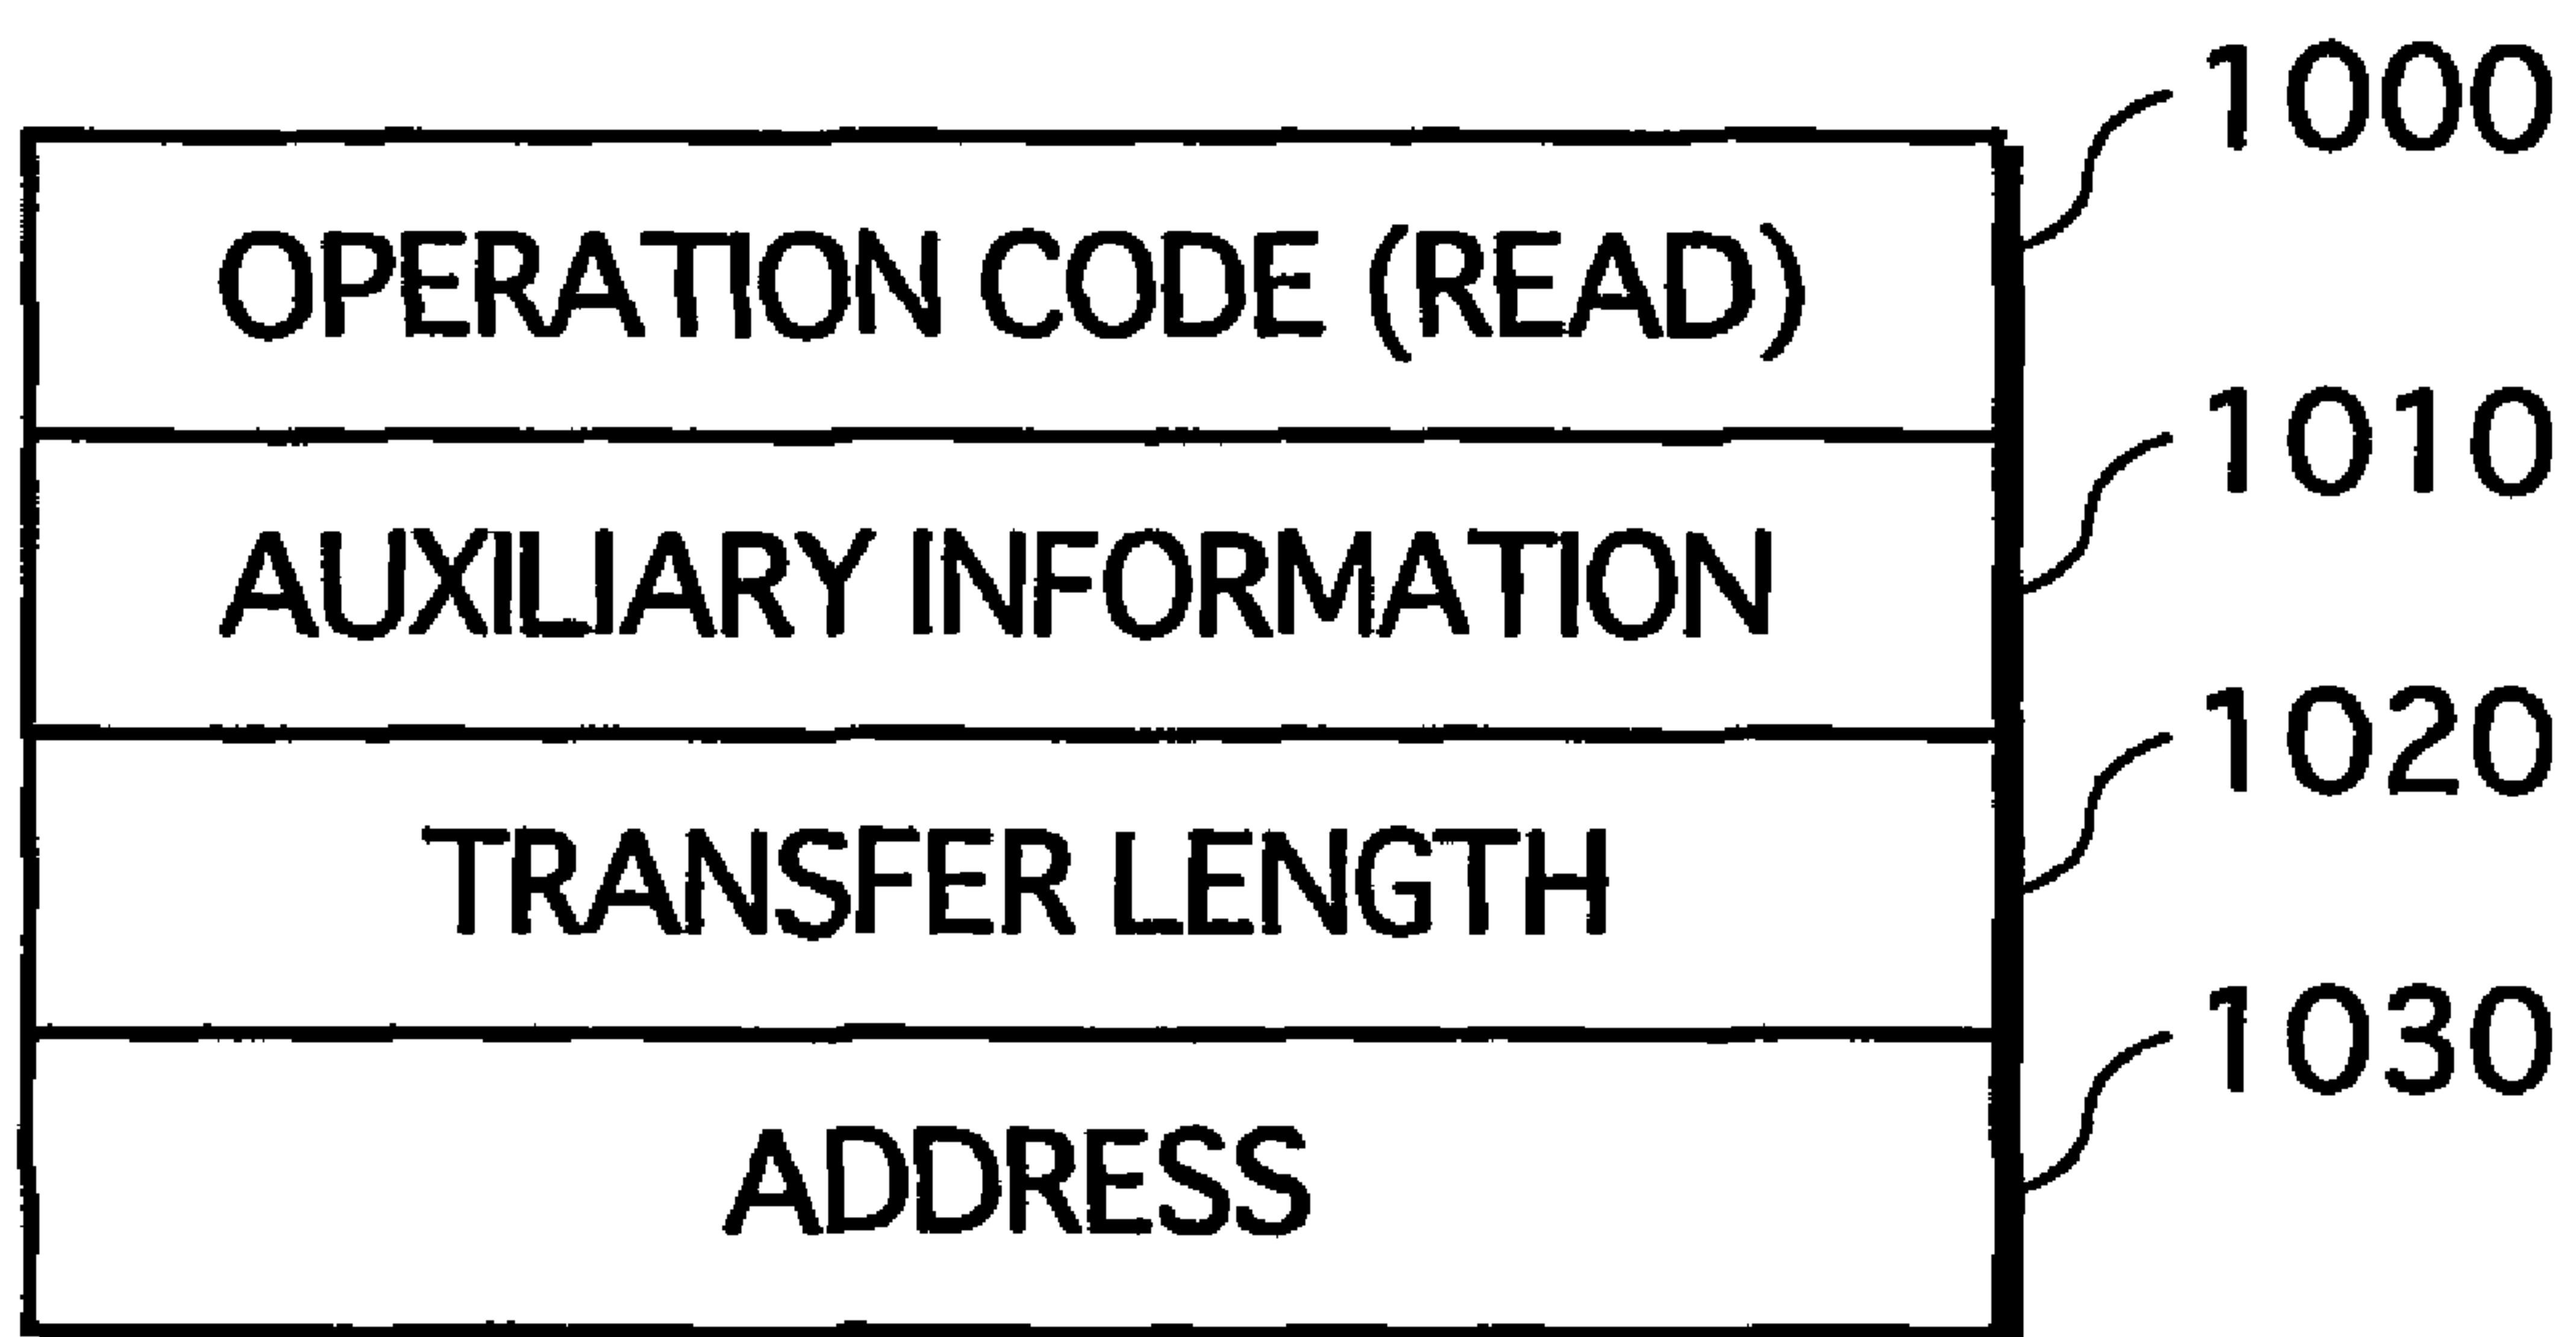 1000
OPERATION CODE (READ)
1010
AUXILIARY INFORMATION
1020
TRANSFER LENGTH
1030
ADDRESS